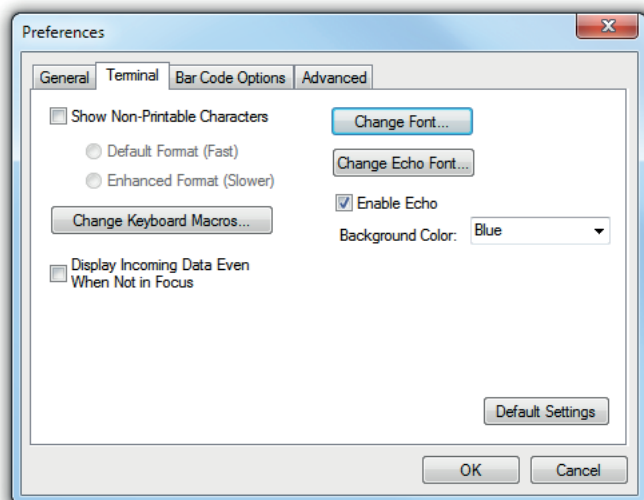 Preferences
General Terminal Bar Code Options Advanced
Show Non-Printable Characters
Default Format (Fast)
Enhanced Format (Slower)
Change Keyboard Macros...
Display Incoming Data Even
When Not in Focus
Change Font...
Change Echo Font...
Enable Echo
Background Color: Blue
Default Settings
OK Cancel